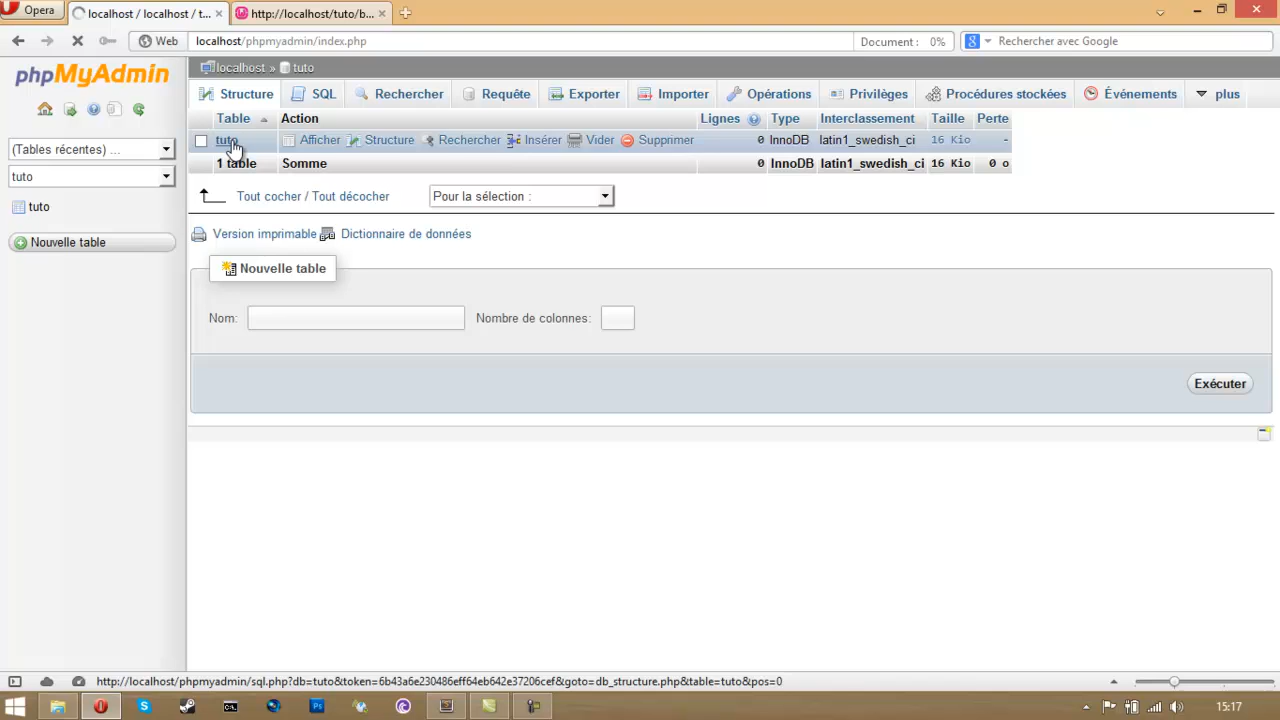 Opera
localhost / localhost / t...
http://localhost/tuto/b...
Web
localhost/phpmyadmin/index.php
Document : 0%
Rechercher avec Google
phpMyAdmin
localhost » tuto
Structure SQL Rechercher Requête Exporter Importer Opérations Privilèges Procédures stockées Événements plus
(Tables récentes) ...
tuto
tuto
Nouvelle table
Table Action Lignes Type Interclassement Taille Perte
tuto Afficher Structure Rechercher Insérer Vider Supprimer 0 InnoDB latin1_swedish_ci 16 Kio -
1 table Somme 0 InnoDB latin1_swedish_ci 16 Kio 0 o
Tout cocher / Tout décocher Pour la sélection :
Version imprimable Dictionnaire de données
Nouvelle table
Nom: Nombre de colonnes:
Exécuter
localhost/phpmyadmin/sql.php?db=tuto&token=6b43a6e230486eff64eb642e37206cef&goto=db_structure.php&table=tuto&pos=0
15:17